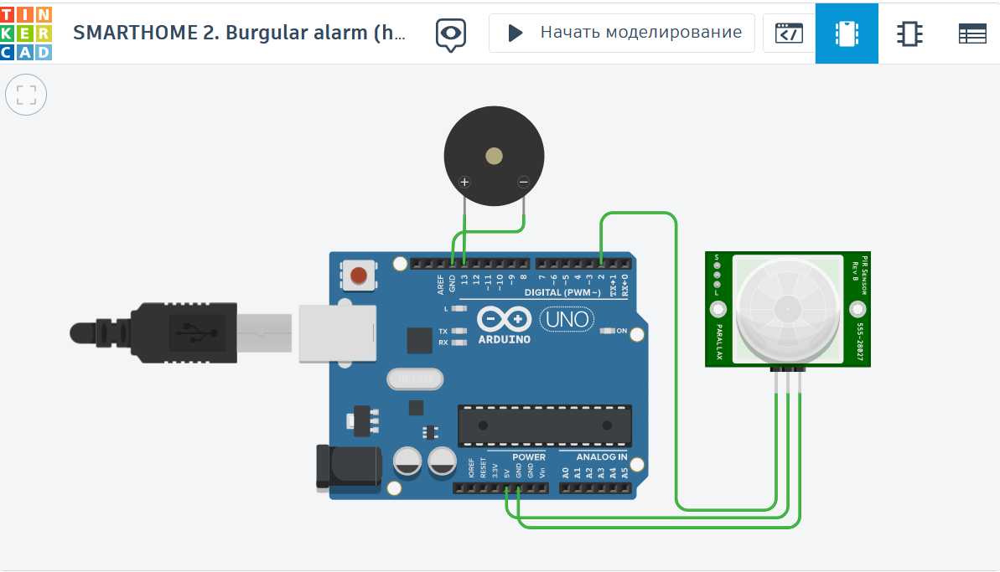 TIN
KER
CAD
SMARTHOME 2. Burgular alarm (h...
Начать моделирование
+
−
AREF
GND
13
12
~11
~10
~9
8
7
~6
~5
4
~3
2
TX→1
RX←0
DIGITAL (PWM~)
L
TX
RX
ARDUINO
UNO
ON
POWER
ANALOG IN
IOREF
RESET
3.3V
5V
GND
GND
Vin
A0
A1
A2
A3
A4
A5
S
L
PARALLAX
PIR Sensor
Rev B
555-28027